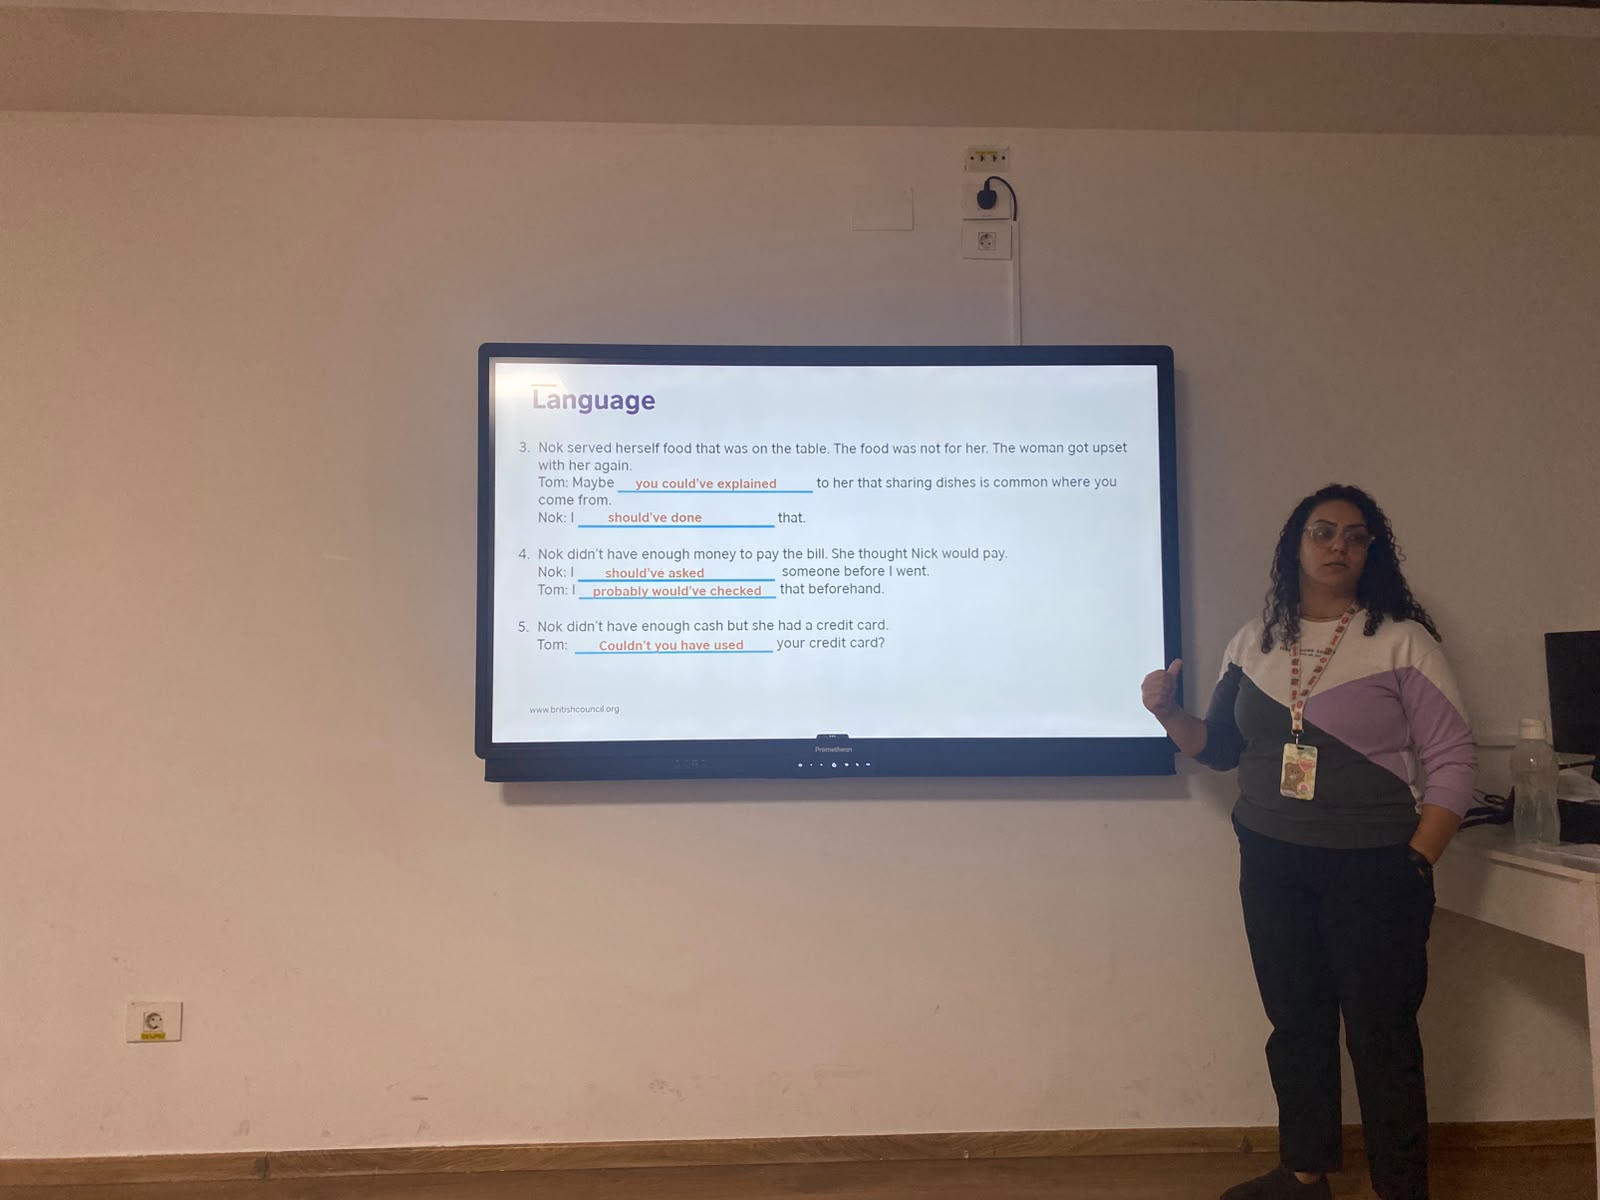 Language
3. Nok served herself food that was on the table. The food was not for her. The woman got upset
with her again.
Tom: Maybe you could've explained to her that sharing dishes is common where you
come from.
Nok: I should've done that.
4. Nok didn't have enough money to pay the bill. She thought Nick would pay.
Nok: I should've asked someone before I went.
Tom: I probably would've checked that beforehand.
5. Nok didn't have enough cash but she had a credit card.
Tom: Couldn't you have used your credit card?
www.britishcouncil.org
Promethean